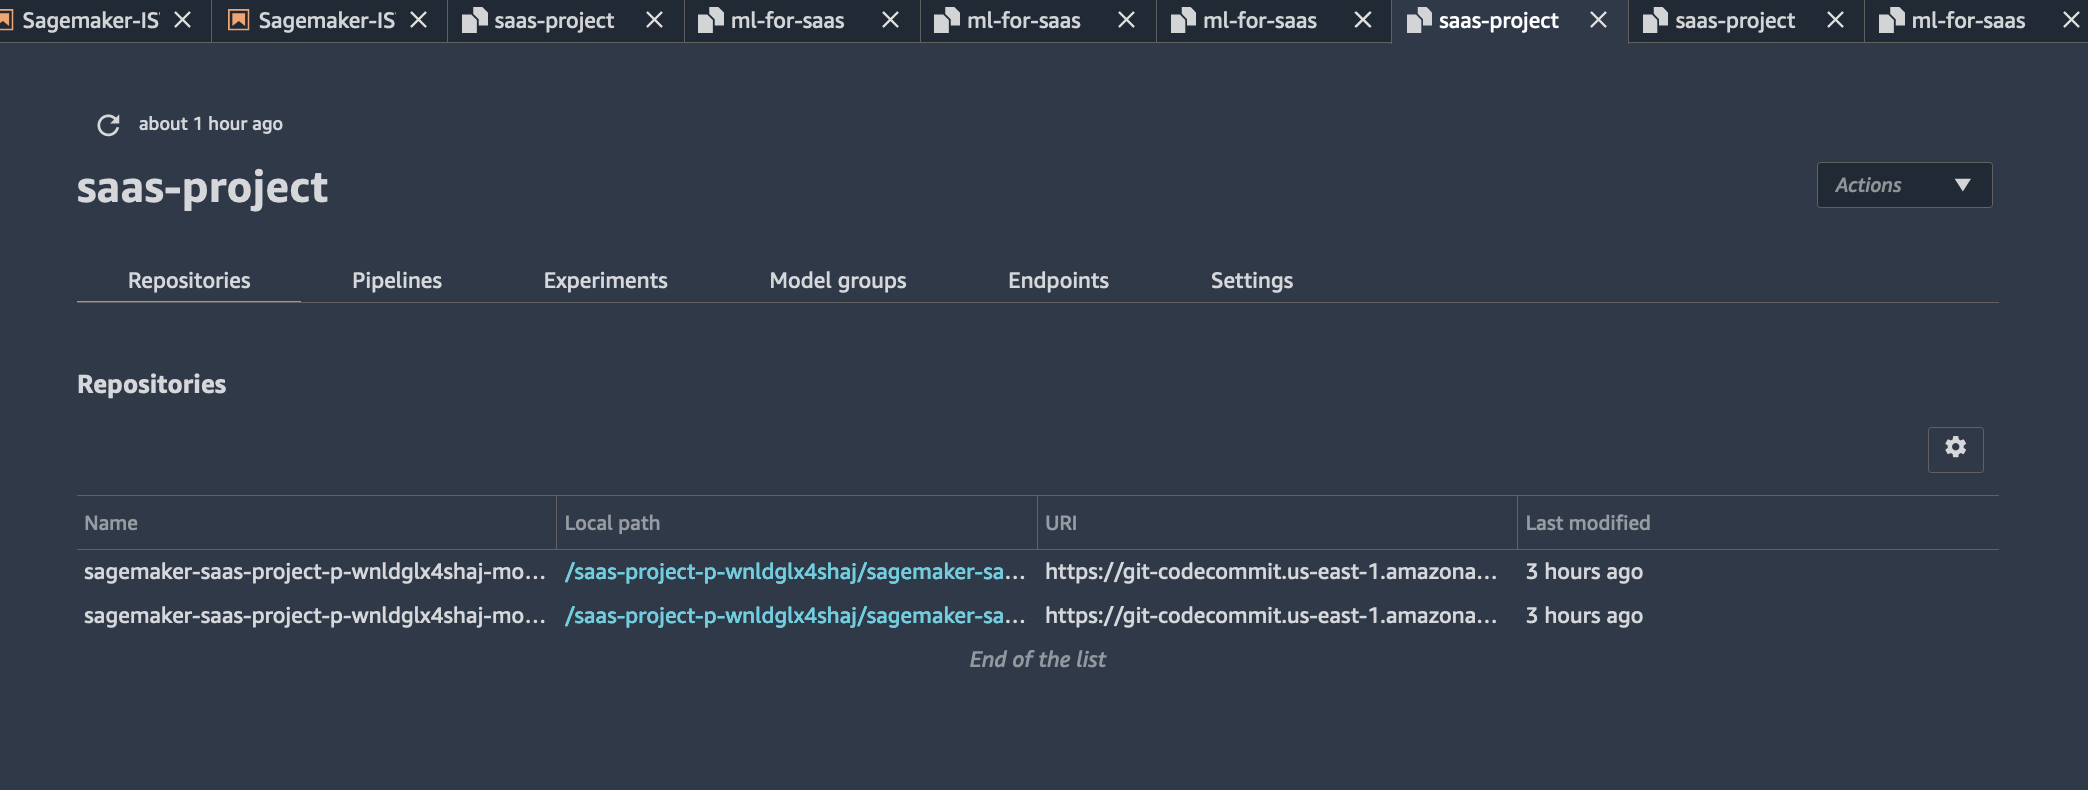 Sagemaker-IS Sagemaker-IS saas-project ml-for-saas ml-for-saas ml-for-saas saas-project saas-project ml-for-saas
about 1 hour ago
saas-project
Actions
Repositories Pipelines Experiments Model groups Endpoints Settings
Repositories
Name Local path URI Last modified
sagemaker-saas-project-p-wnldglx4shaj-mo... /saas-project-p-wnldglx4shaj/sagemaker-sa... https://git-codecommit.us-east-1.amazona... 3 hours ago
sagemaker-saas-project-p-wnldglx4shaj-mo... /saas-project-p-wnldglx4shaj/sagemaker-sa... https://git-codecommit.us-east-1.amazona... 3 hours ago
End of the list